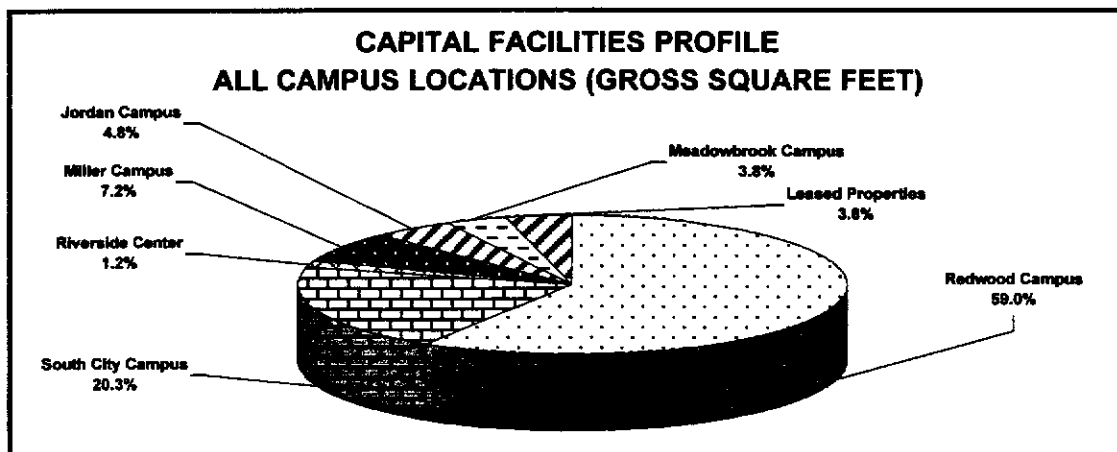 CAPITAL FACILITIES PROFILE
ALL CAMPUS LOCATIONS (GROSS SQUARE FEET)
Jordan Campus
4.8%
Meadowbrook Campus
3.8%
Miller Campus
7.2%
Leased Properties
3.6%
Riverside Center
1.2%
Redwood Campus
59.0%
South City Campus
20.3%